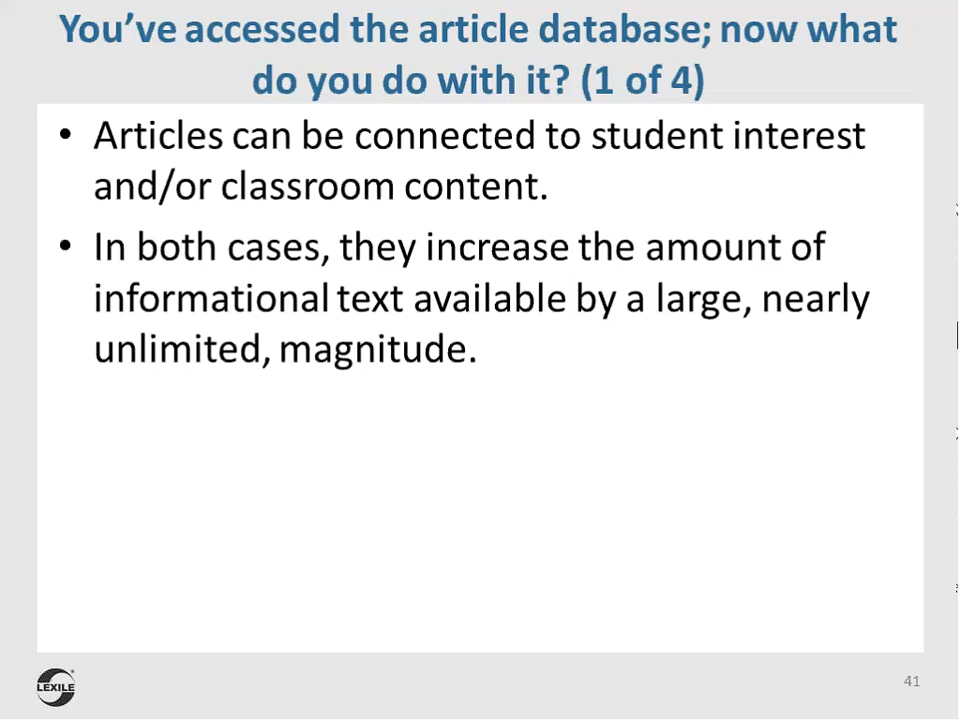 You've accessed the article database; now what
do you do with it? (1 of 4)
• Articles can be connected to student interest
and/or classroom content.
• In both cases, they increase the amount of
informational text available by a large, nearly
unlimited, magnitude.
LEXILE
41